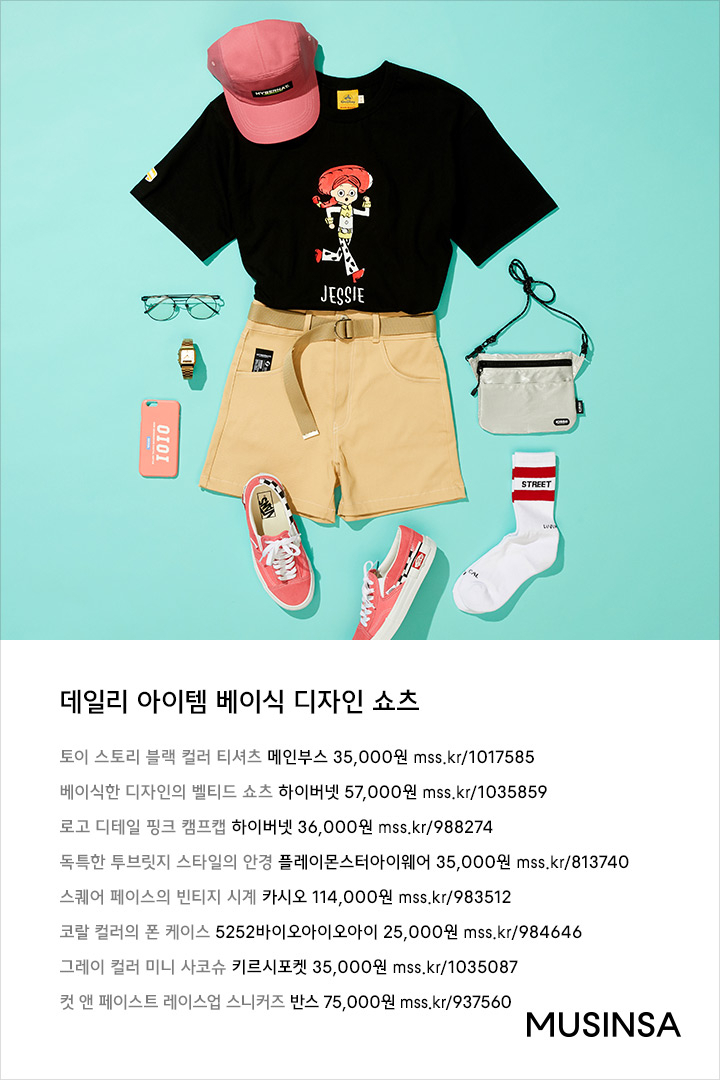 HYBERNAE
JESSIE
OIOI
VANS
STREET
데일리 아이템 베이식 디자인 쇼츠
토이 스토리 블랙 컬러 티셔츠 메인부스 35,000원 mss.kr/1017585
베이식한 디자인의 벨티드 쇼츠 하이버넷 57,000원 mss.kr/1035859
로고 디테일 핑크 캠프캡 하이버넷 36,000원 mss.kr/988274
독특한 투브릿지 스타일의 안경 플레이몬스터아이웨어 35,000원 mss.kr/813740
스퀘어 페이스의 빈티지 시계 카시오 114,000원 mss.kr/983512
코랄 컬러의 폰 케이스 5252바이오아이오아이 25,000원 mss.kr/984646
그레이 컬러 미니 사코슈 키르시포켓 35,000원 mss.kr/1035087
컷 앤 페이스트 레이스업 스니커즈 반스 75,000원 mss.kr/937560
MUSINSA